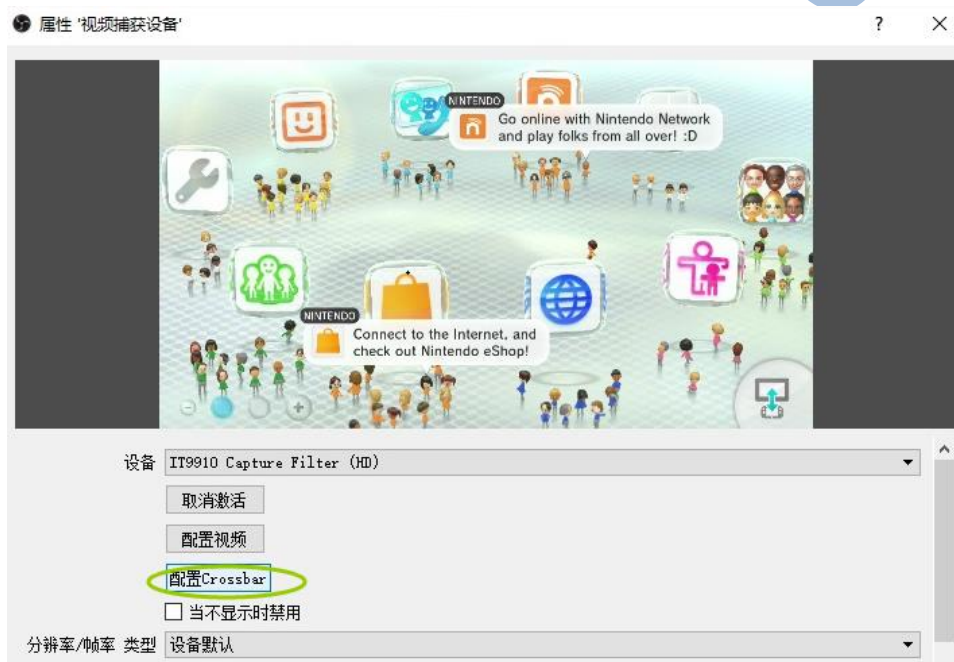 属性 '视频捕获设备'
?
NINTENDO
Go online with Nintendo Network
and play folks from all over! :D
NINTENDO
Connect to the Internet, and
check out Nintendo eShop!
设备 IT9910 Capture Filter (HD)
取消激活
配置视频
配置Crossbar
当不显示时禁用
分辨率/帧率 类型 设备默认